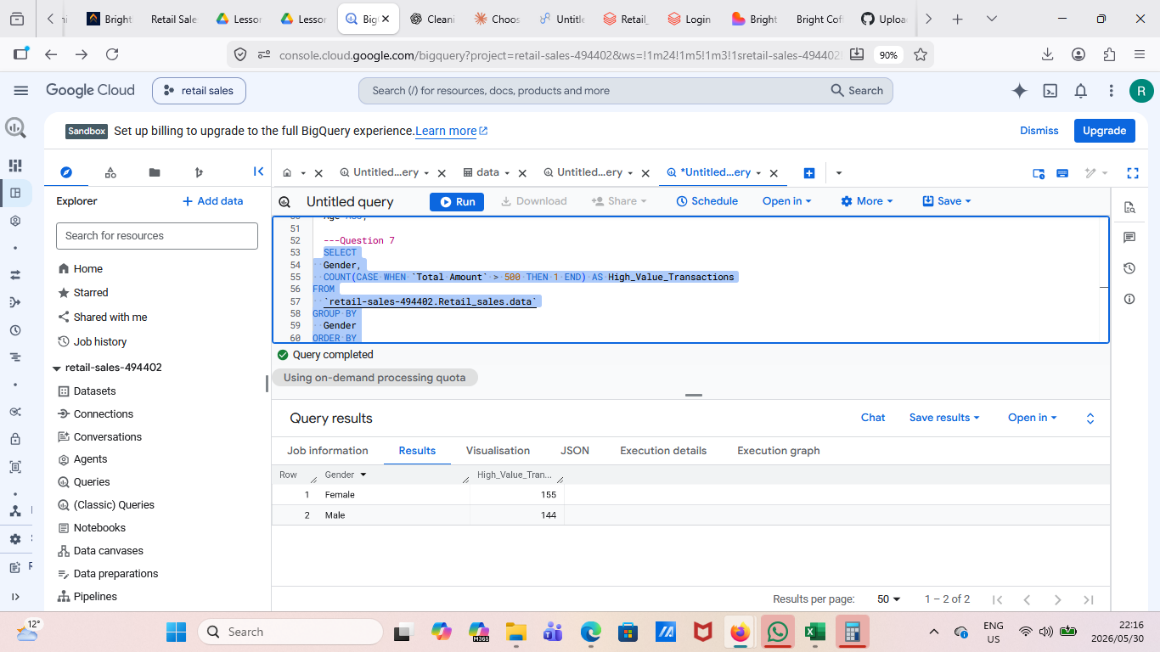 Bright
Retail Sale
Lessor
Lessor
Big
Cleani
Choos
Untitle
Retail_
Login
Bright
Bright Cof
Uploa
console.cloud.google.com/bigquery?project=retail-sales-494402&ws=!1m24!1m5!1m3!1sretail-sales-494402
90%
Google Cloud
retail sales
Search (/) for resources, docs, products and more
Search
R
Sandbox
Set up billing to upgrade to the full BigQuery experience. Learn more
Dismiss
Upgrade
Untitled...ery
data
Untitled...ery
*Untitled...ery
Explorer
+ Add data
Search for resources
Home
Starred
Shared with me
Job history
retail-sales-494402
Datasets
Connections
Conversations
Agents
Queries
(Classic) Queries
Notebooks
Data canvases
Data preparations
Pipelines
Untitled query
Run
Download
Share
Schedule
Open in
More
Save
51
52 ---Question 7
53 SELECT
54 Gender,
55 COUNT(CASE WHEN `Total Amount` > 500 THEN 1 END) AS High_Value_Transactions
56 FROM
57 `retail-sales-494402.Retail_sales.data`
58 GROUP BY
59 Gender
60 ORDER BY
Query completed
Using on-demand processing quota
Query results
Chat
Save results
Open in
Job information
Results
Visualisation
JSON
Execution details
Execution graph
Row Gender High_Value_Tran...
1 Female 155
2 Male 144
Results per page: 50 1 – 2 of 2
12°
Search
ENG
US
22:16
2026/05/30